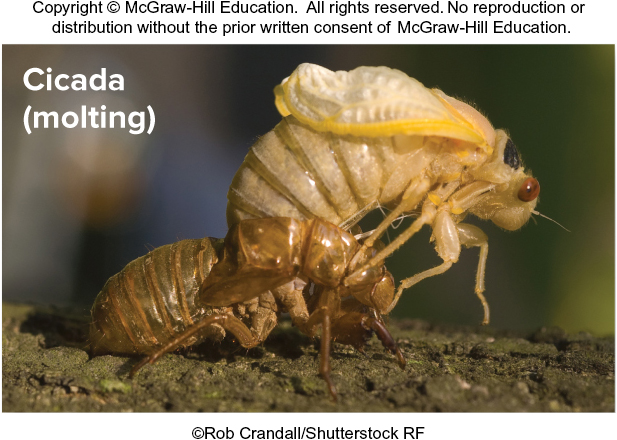 Copyright © McGraw-Hill Education.  All rights reserved. No reproduction or
distribution without the prior written consent of McGraw-Hill Education.
Cicada
(molting)
©Rob Crandall/Shutterstock RF